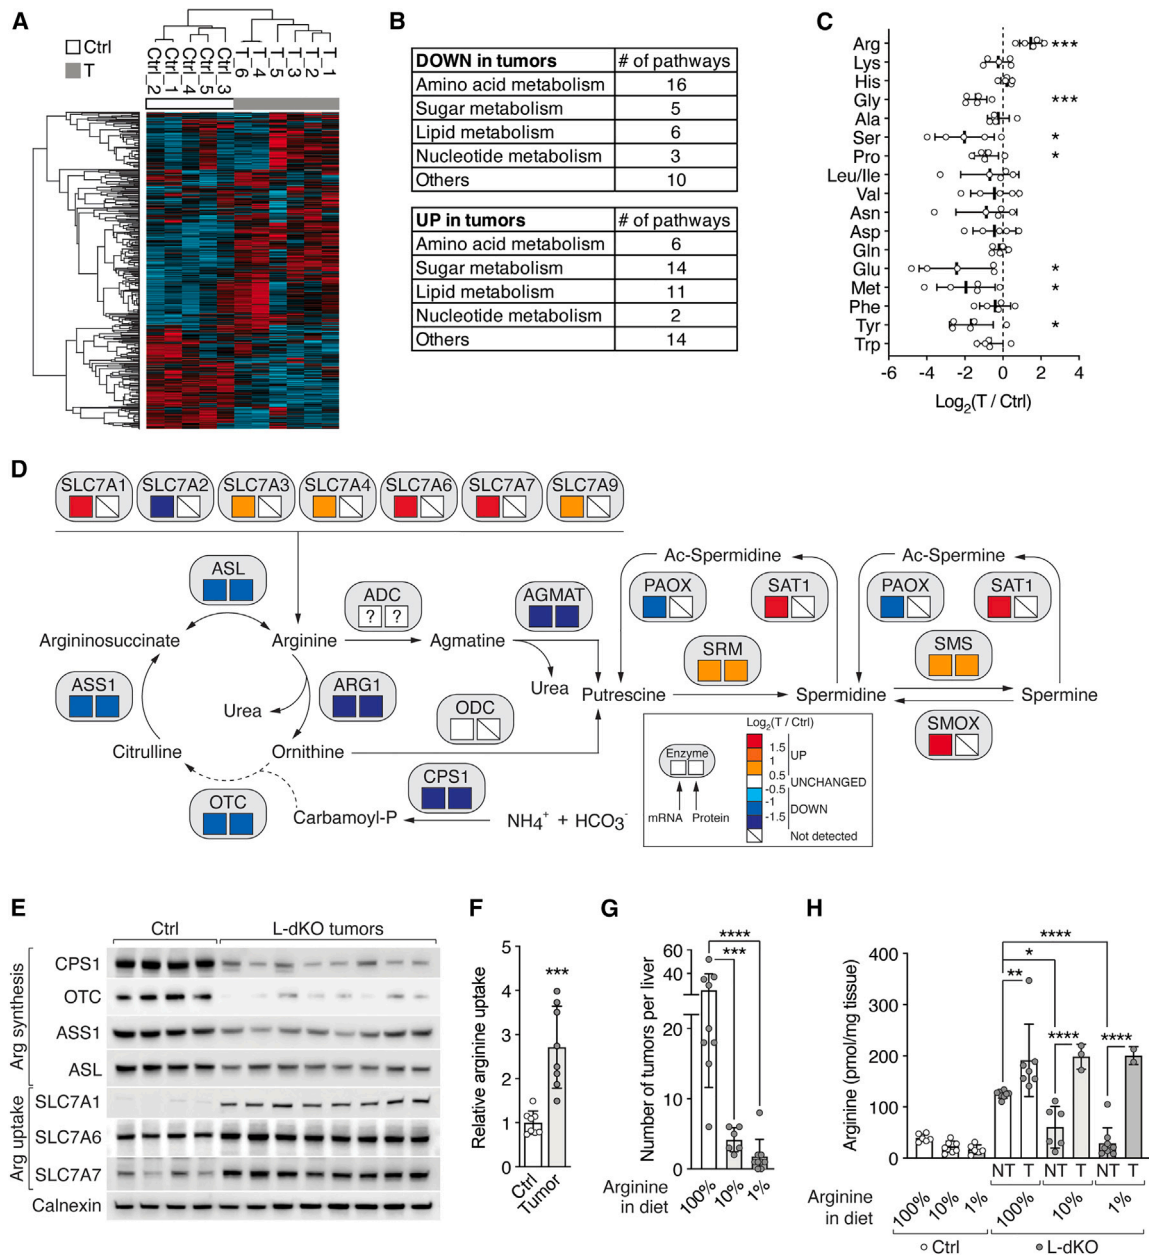 A
Ctrl
T
Ctrl_2
Ctrl_1
Ctrl_4
Ctrl_5
Ctrl_3
T_6
T_4
T_5
T_3
T_2
T_1
B
DOWN in tumors # of pathways
Amino acid metabolism 16
Sugar metabolism 5
Lipid metabolism 6
Nucleotide metabolism 3
Others 10
UP in tumors # of pathways
Amino acid metabolism 6
Sugar metabolism 14
Lipid metabolism 11
Nucleotide metabolism 2
Others 14
C
Arg ***
Lys
His
Gly ***
Ala
Ser *
Pro *
Leu/Ile
Val
Asn
Asp
Gln
Glu *
Met *
Phe
Tyr *
Trp
-6 -4 -2 0 2 4
Log2(T / Ctrl)
D
SLC7A1 SLC7A2 SLC7A3 SLC7A4 SLC7A6 SLC7A7 SLC7A9
Ac-Spermidine Ac-Spermine
ASL ADC AGMAT PAOX SAT1 PAOX SAT1
? ?
Argininosuccinate Arginine Agmatine SRM SMS
ASS1 ARG1 Urea Putrescine Spermidine Spermine
Urea ODC SMOX
Citrulline Ornithine
OTC CPS1
Carbamoyl-P NH4+ + HCO3-
Log2(T / Ctrl)
Enzyme
mRNA Protein
1.5
1
0.5
-0.5
-1
-1.5
UP
UNCHANGED
DOWN
Not detected
E
Ctrl L-dKO tumors
Arg synthesis
CPS1
OTC
ASS1
ASL
Arg uptake
SLC7A1
SLC7A6
SLC7A7
Calnexin
F
Relative arginine uptake
5
4
3
2
1
0
***
Ctrl
Tumor
G
Number of tumors per liver
60
40
20
10
0
****
***
Arginine in diet
100% 10% 1%
H
Arginine (pmol/mg tissue)
400
300
200
100
0
****
*
**
****
****
NT T NT T NT T
Arginine in diet
100% 10% 1% 100% 10% 1%
Ctrl L-dKO